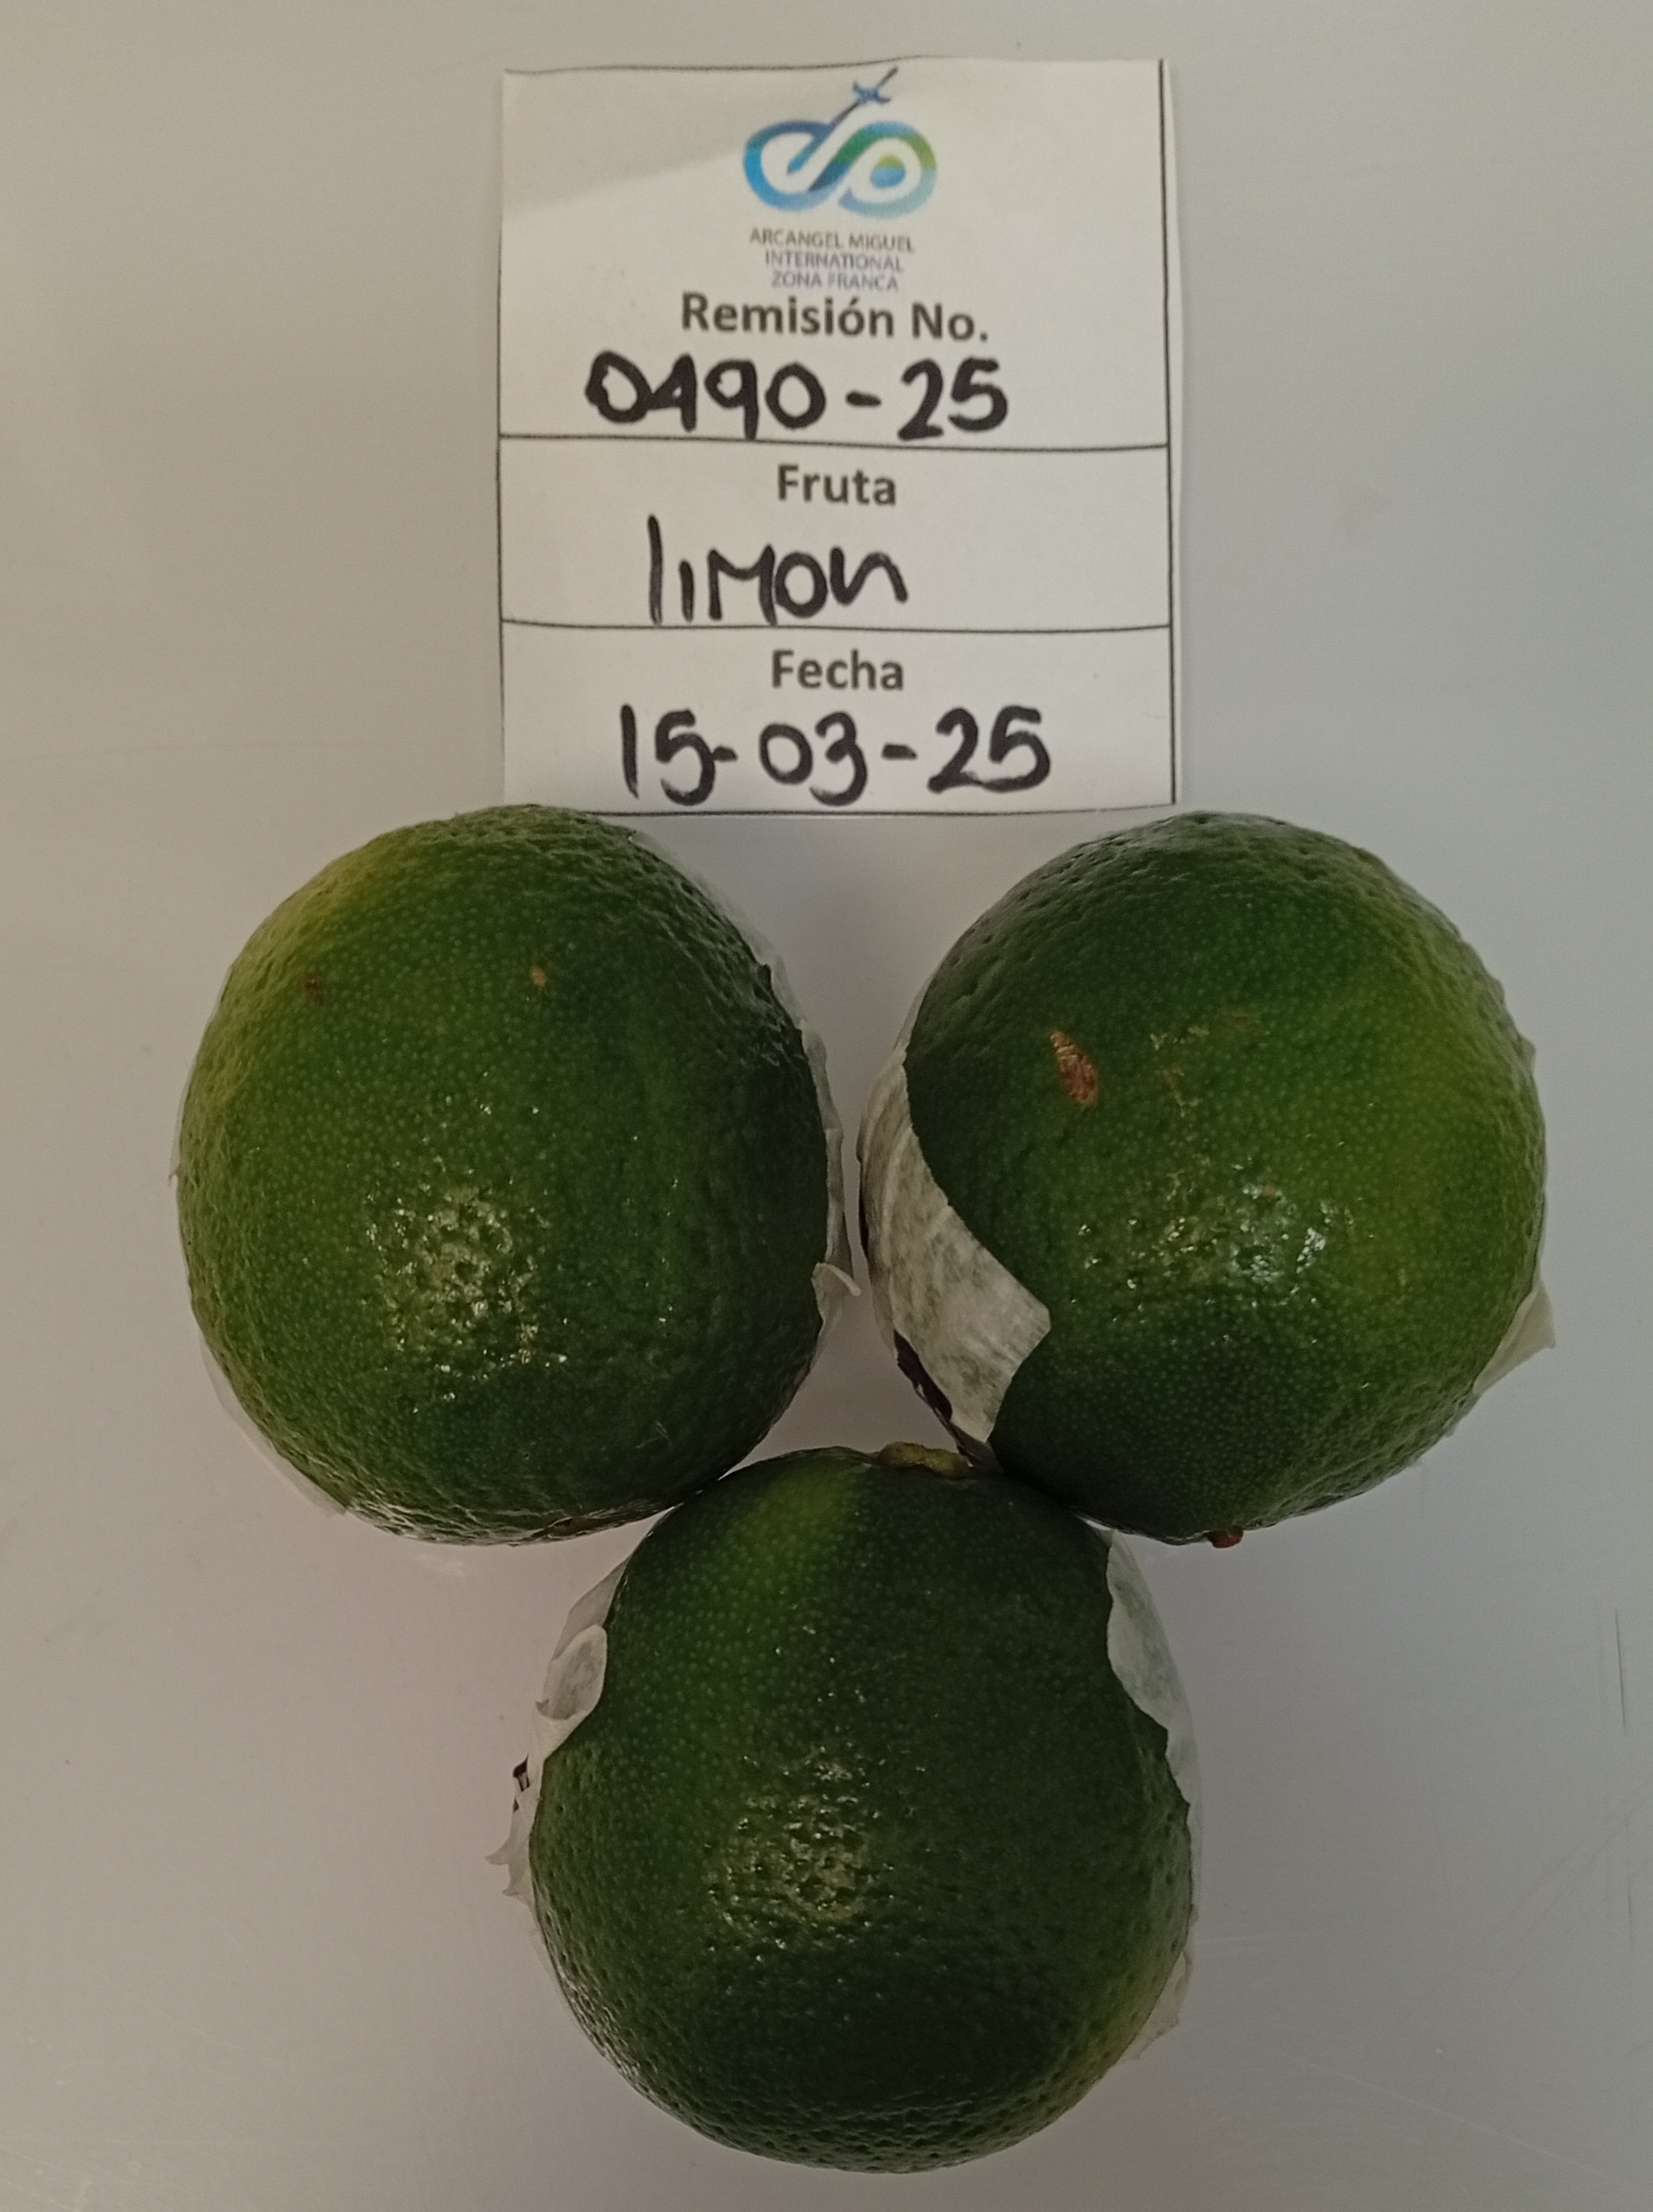 ARCANGEL MIGUEL
INTERNATIONAL
ZONA FRANCA
Remisión No.
0490-25
Fruta
limon
Fecha
15-03-25